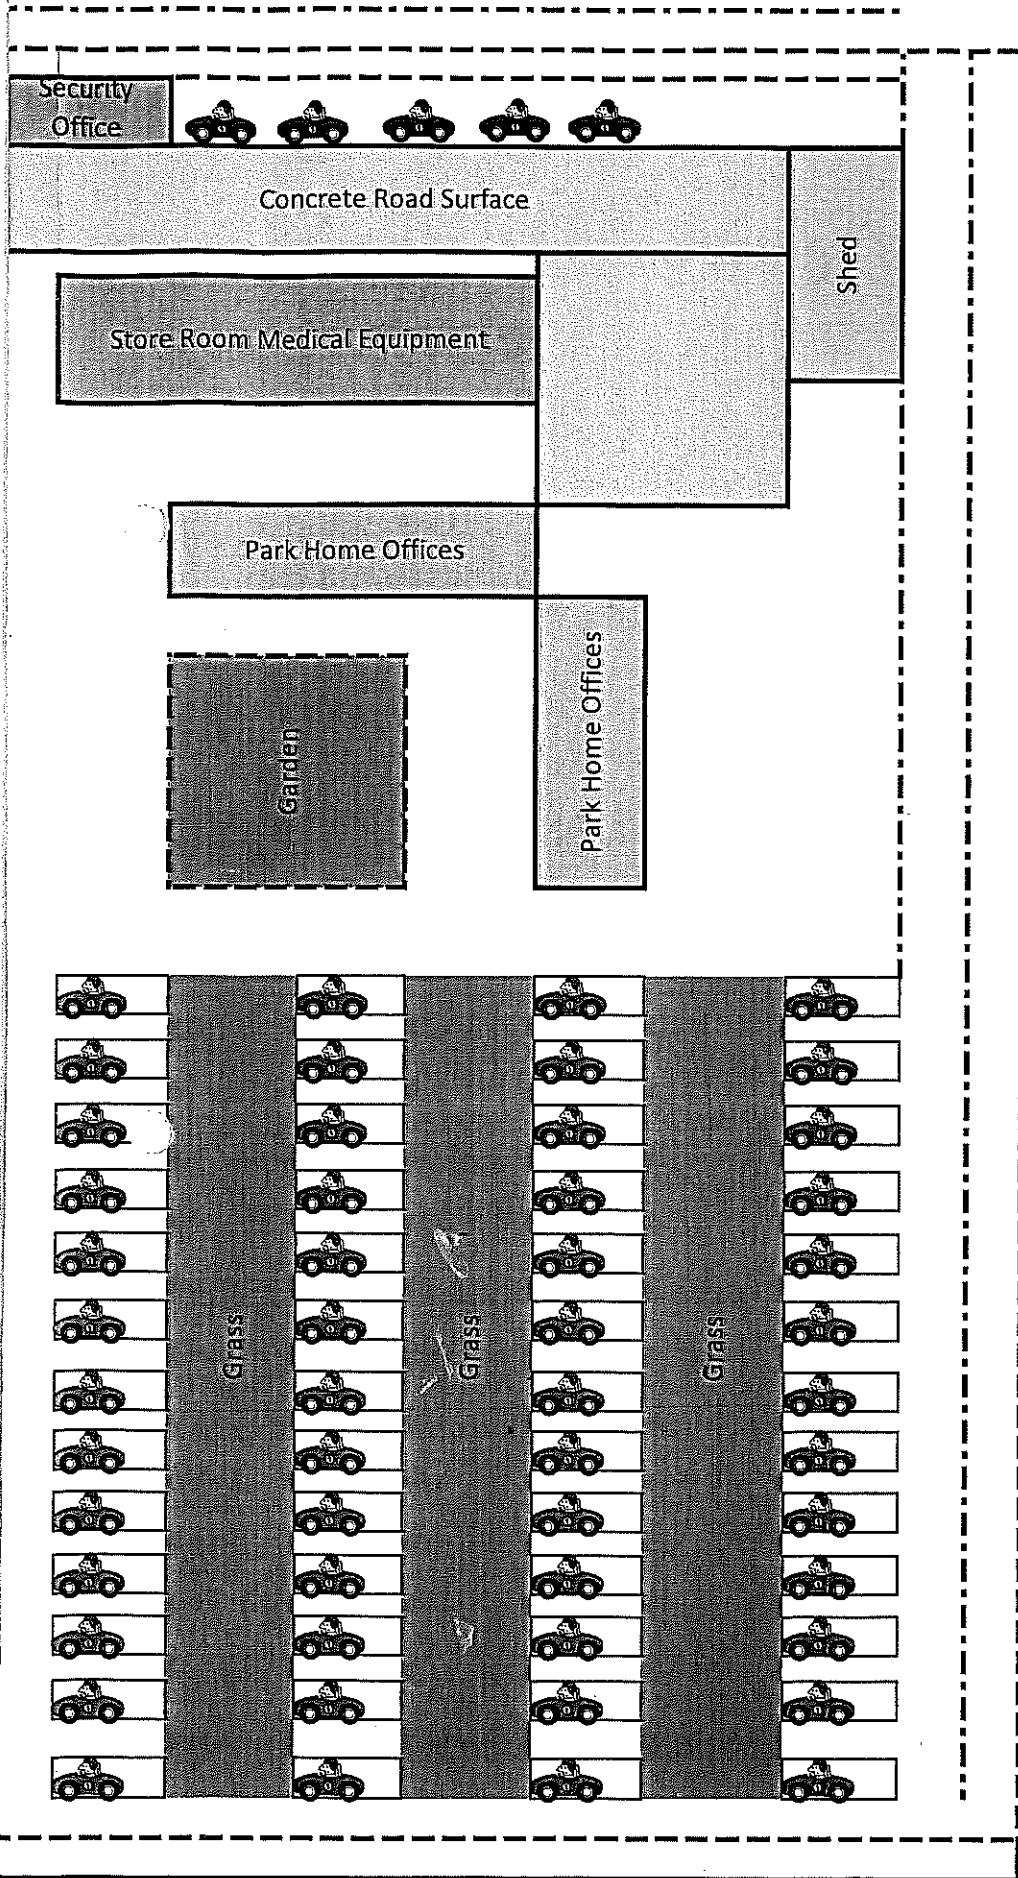 Security
Office
Concrete Road Surface
Shed
Store Room Medical Equipment
Park Home Offices
Park Home Offices
Garden
Grass
Grass
Grass